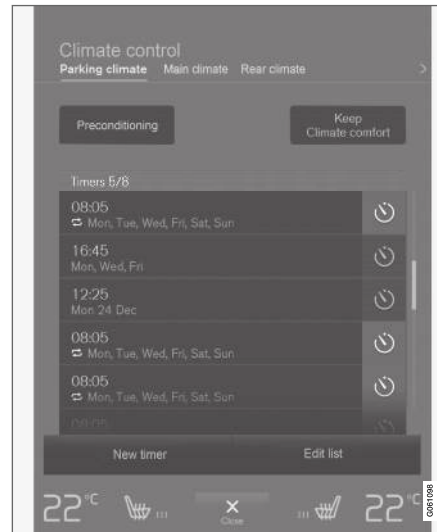 Climate control
Parking climate Main climate Rear climate
Preconditioning
Keep
Climate comfort
Timers 5/8
08:05
Mon, Tue, Wed, Fri, Sat, Sun
16:45
Mon, Wed, Fri
12:25
Mon 24 Dec
08:05
Mon, Tue, Wed, Fri, Sat, Sun
08:05
Mon, Tue, Wed, Fri, Sat, Sun
08:05
New timer Edit list
22°C Close 22°C
G061098